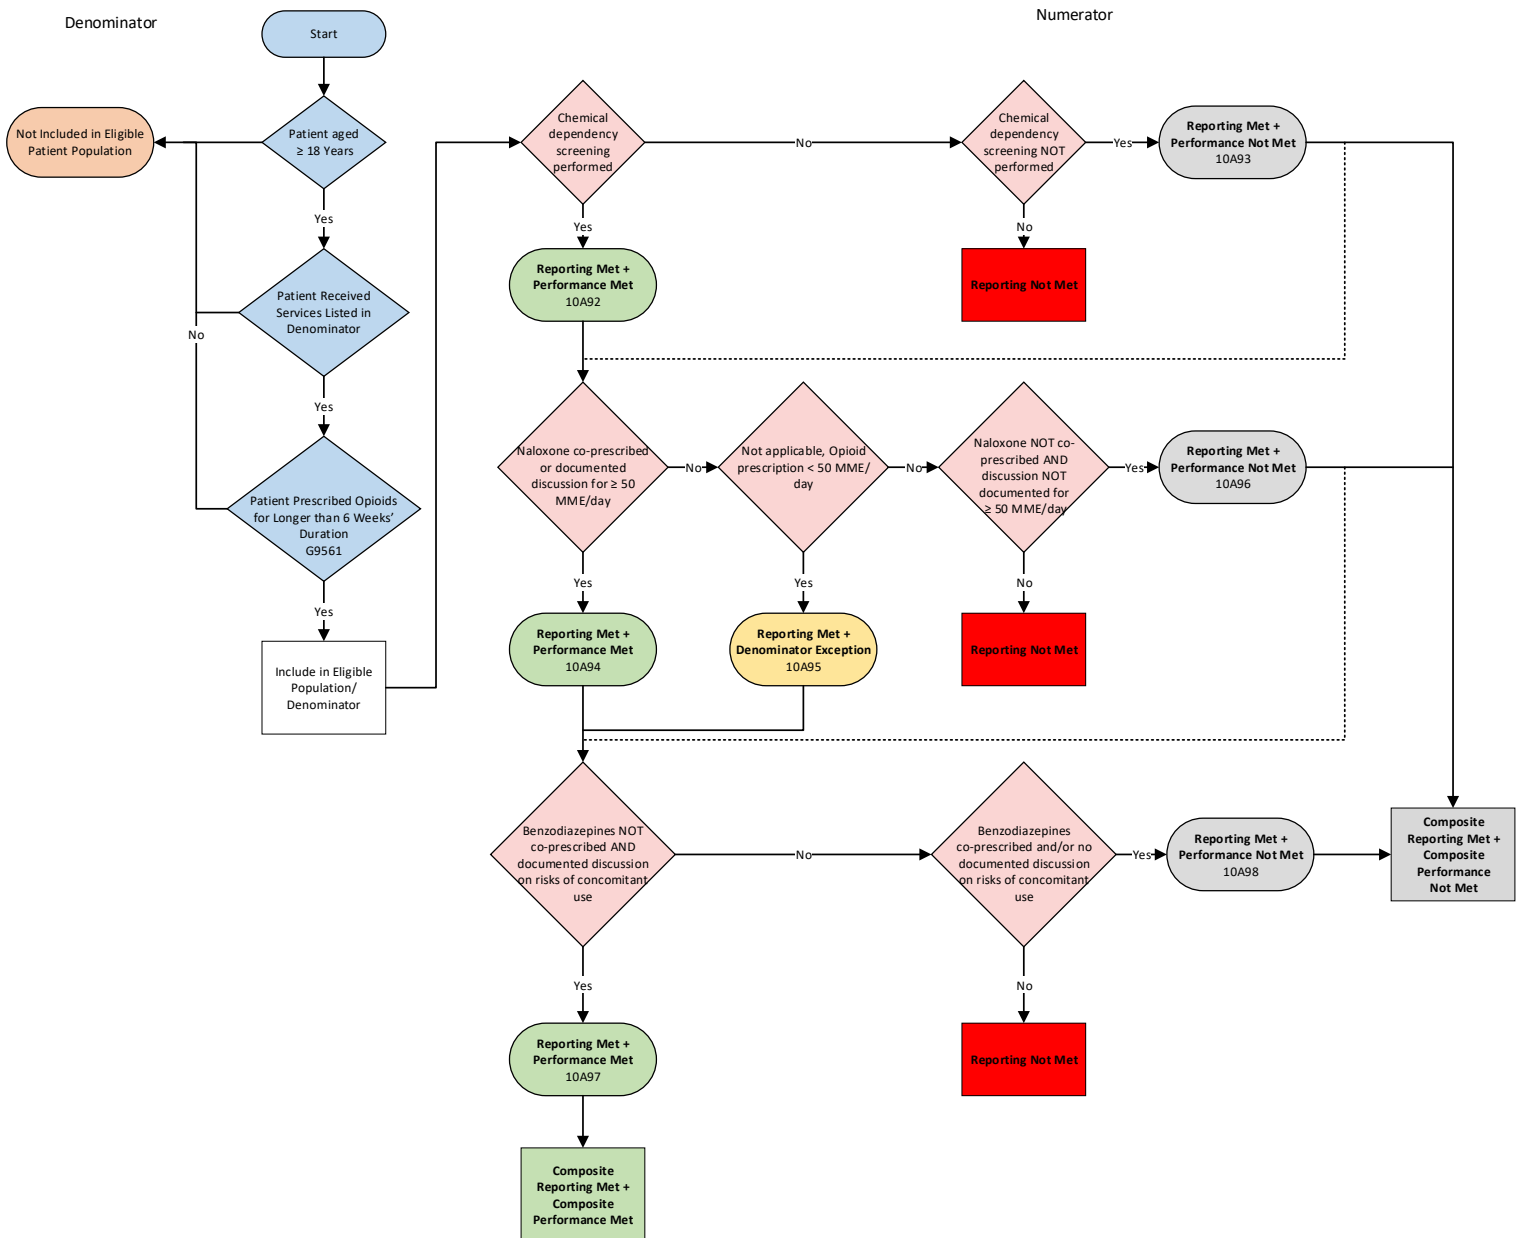 Denominator
Numerator
Start
Not Included in Eligible
Patient Population
Patient aged
≥ 18 Years
Yes
Patient Received
Services Listed in
Denominator
No
Yes
Patient Prescribed Opioids
for Longer than 6 Weeks’
Duration
G9561
Yes
Include in Eligible
Population/
Denominator
Chemical
dependency
screening
performed
No
Chemical
dependency
screening NOT
performed
Yes
Reporting Met +
Performance Not Met
10A93
Yes
No
Reporting Met +
Performance Met
10A92
Reporting Not Met
Naloxone co-prescribed
or documented
discussion for ≥ 50
MME/day
No
Not applicable, Opioid
prescription < 50 MME/
day
No
Naloxone NOT co-
prescribed AND
discussion NOT
documented for
≥ 50 MME/day
Yes
Reporting Met +
Performance Not Met
10A96
Yes
Yes
No
Reporting Met +
Performance Met
10A94
Reporting Met +
Denominator Exception
10A95
Reporting Not Met
Benzodiazepines NOT
co-prescribed AND
documented discussion
on risks of concomitant
use
No
Benzodiazepines
co-prescribed and/or no
documented discussion
on risks of concomitant
use
Yes
Reporting Met +
Performance Not Met
10A98
Composite
Reporting Met +
Composite
Performance
Not Met
Yes
No
Reporting Met +
Performance Met
10A97
Reporting Not Met
Composite
Reporting Met +
Composite
Performance Met